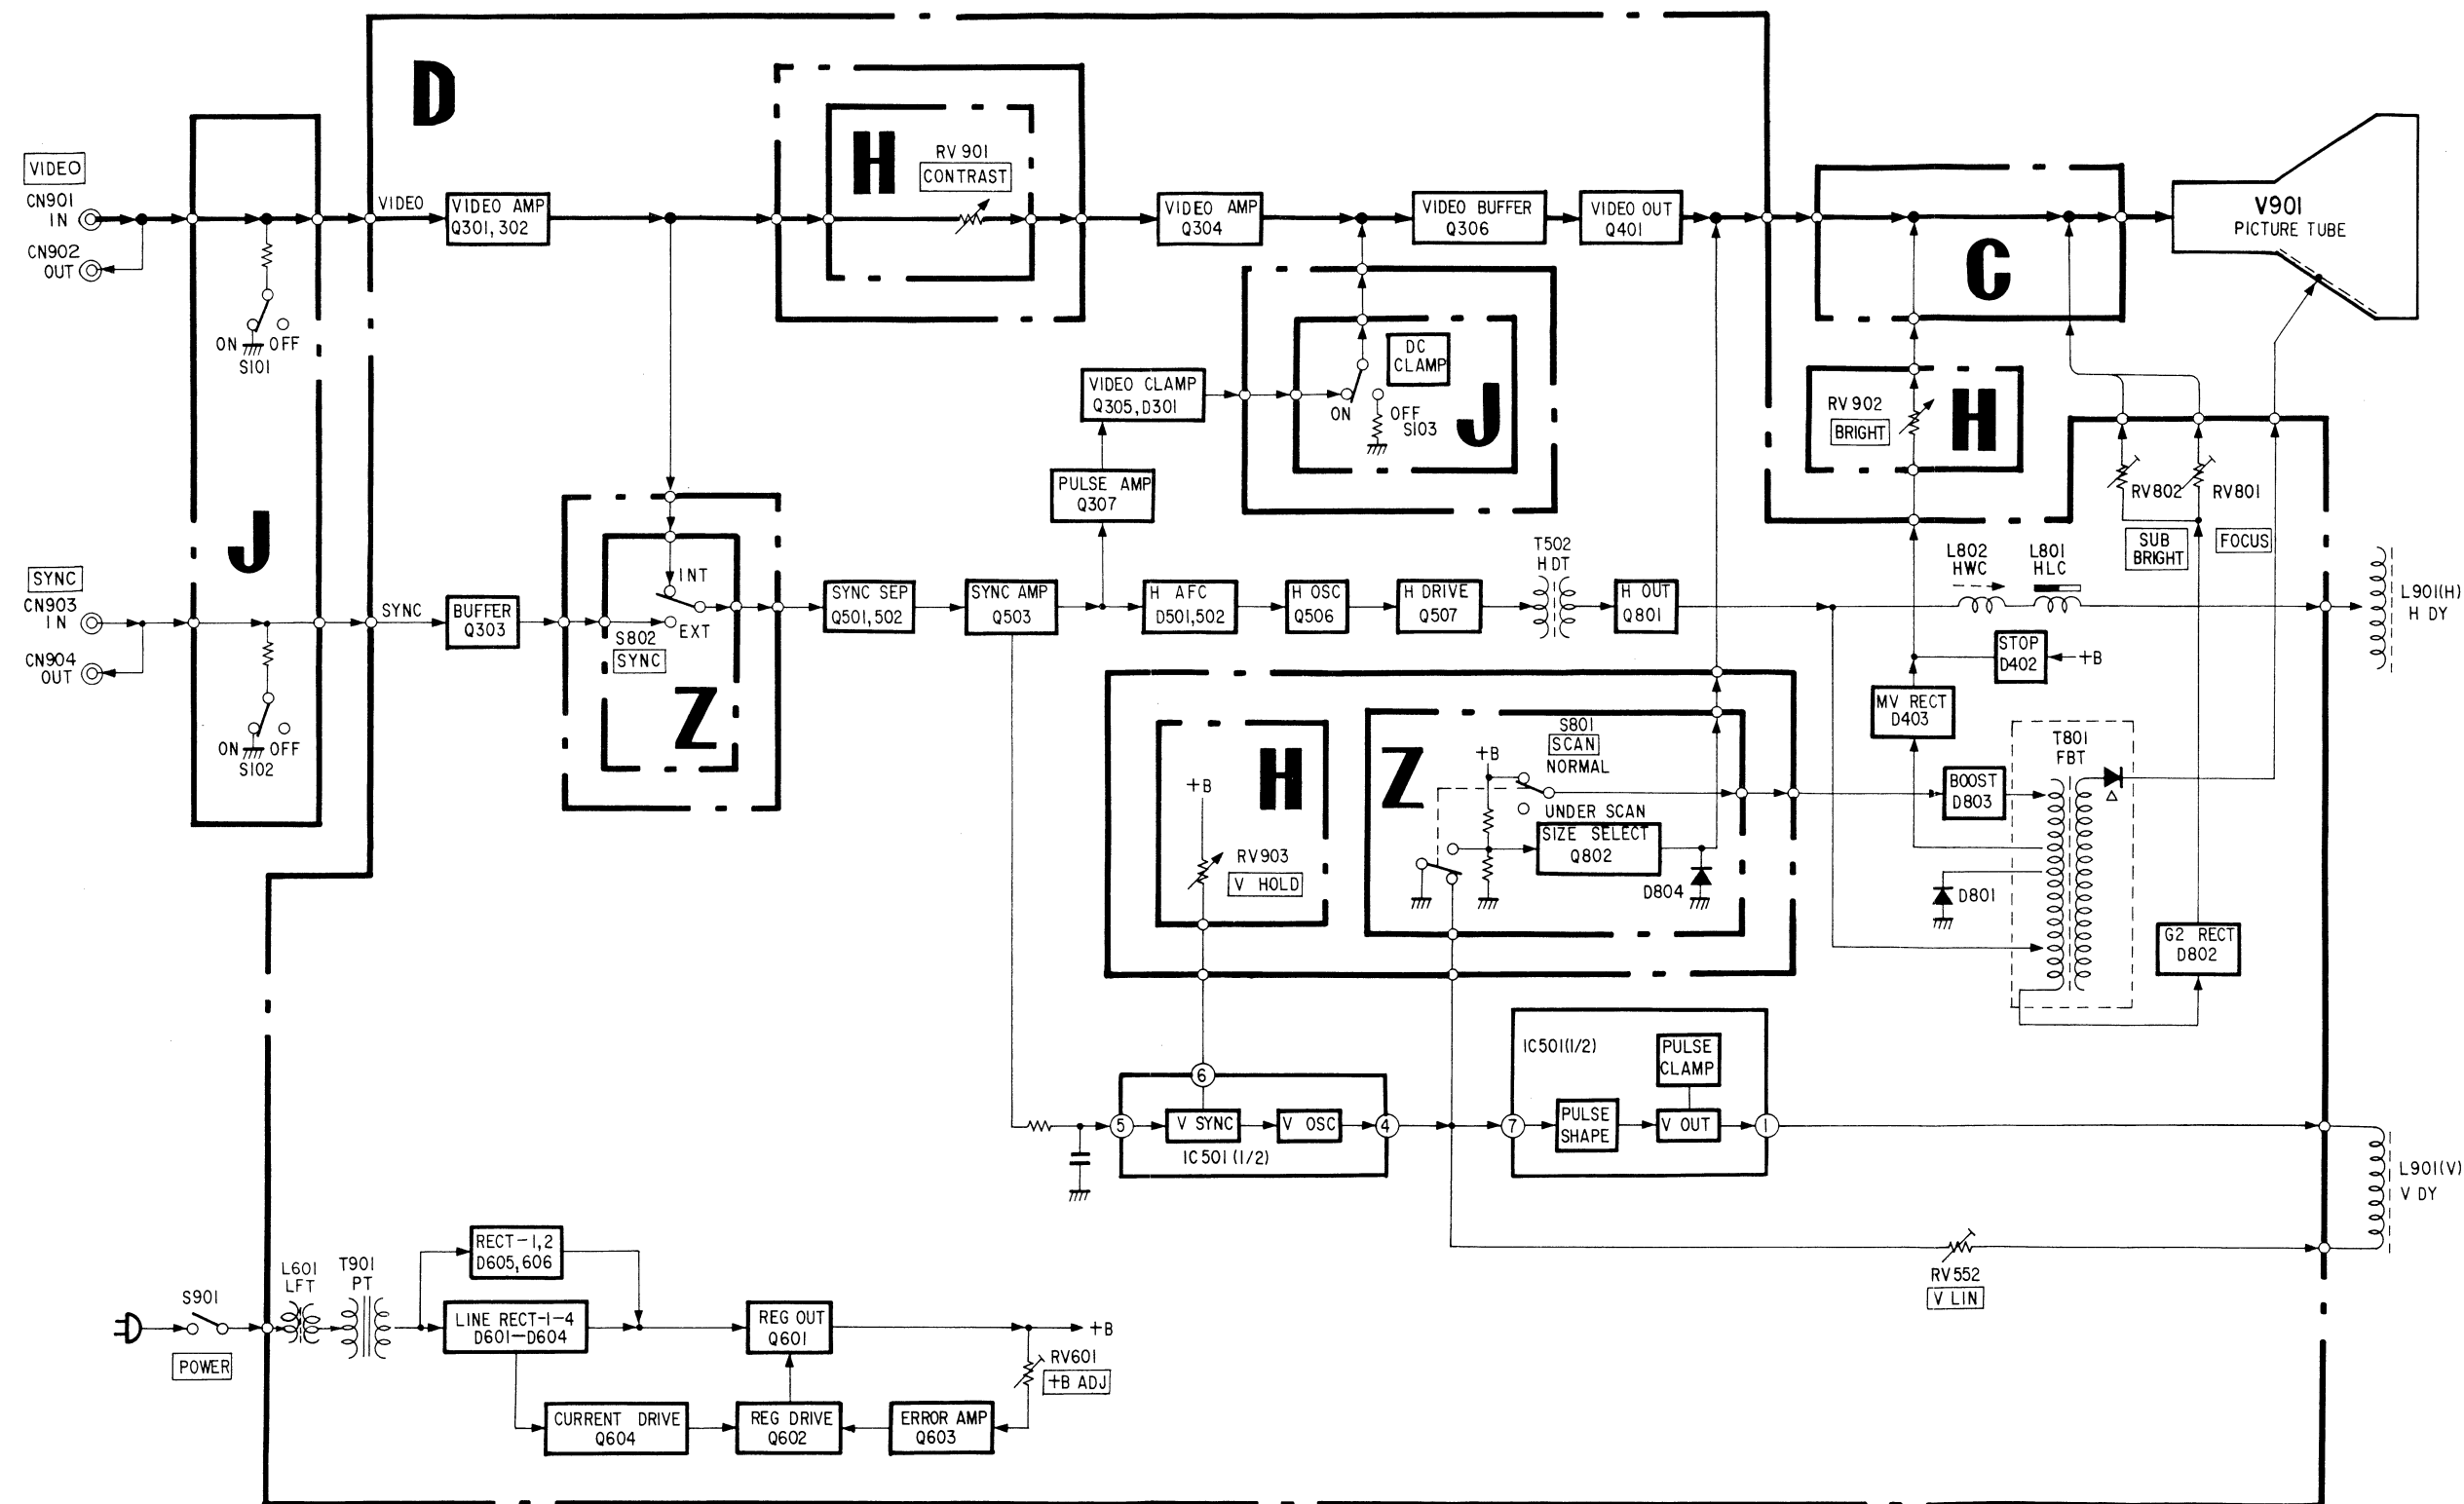 D
H
RV901
CONTRAST
VIDEO
CN901
IN
CN902
OUT
ON OFF
S101
J
VIDEO
VIDEO AMP
Q301,302
VIDEO AMP
Q304
VIDEO BUFFER
Q306
VIDEO OUT
Q401
C
V901
PICTURE TUBE
VIDEO CLAMP
Q305,D301
DC
CLAMP
ON
OFF
S103
J
PULSE AMP
Q307
RV902
BRIGHT
H
RV802
RV801
SUB
BRIGHT
FOCUS
SYNC
CN903
IN
CN904
OUT
ON OFF
S102
SYNC
BUFFER
Q303
INT
EXT
S802
SYNC
Z
SYNC SEP
Q501,502
SYNC AMP
Q503
H AFC
D501,502
H OSC
Q506
H DRIVE
Q507
T502
HDT
H OUT
Q801
L802
HWC
L801
HLC
L901(H)
H DY
STOP
D402
+B
MV RECT
D403
T801
FBT
BOOST
D803
D801
G2 RECT
D802
H
+B
RV903
V HOLD
Z
S801
SCAN
NORMAL
+B
UNDER SCAN
SIZE SELECT
Q802
D804
6
5
V SYNC
V OSC
4
IC501(1/2)
IC501(1/2)
PULSE
CLAMP
7
PULSE
SHAPE
V OUT
1
L901(V)
V DY
RV552
V LIN
S901
POWER
L601
LFT
T901
PT
RECT-1,2
D605,606
LINE RECT-1-4
D601-D604
REG OUT
Q601
+B
RV601
+B ADJ
CURRENT DRIVE
Q604
REG DRIVE
Q602
ERROR AMP
Q603